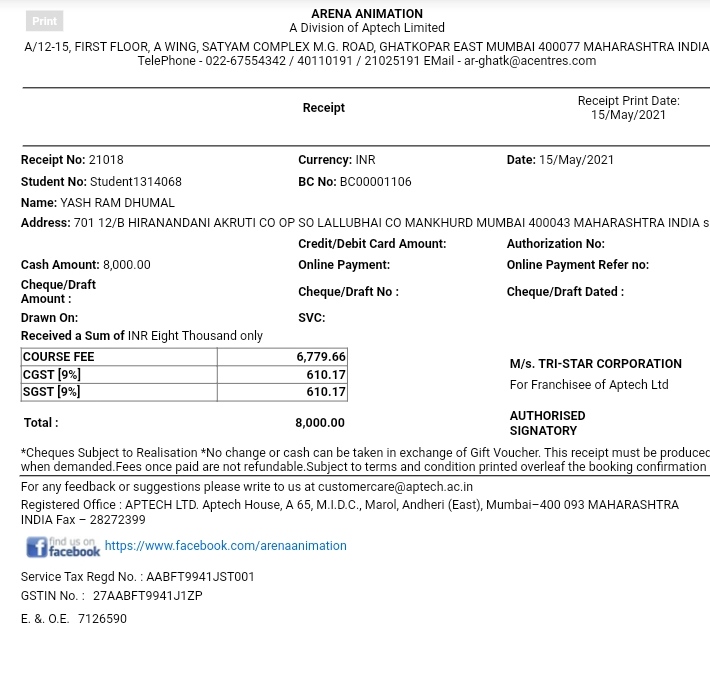 Print
ARENA ANIMATION
A Division of Aptech Limited
A/12-15, FIRST FLOOR, A WING, SATYAM COMPLEX M.G. ROAD, GHATKOPAR EAST MUMBAI 400077 MAHARASHTRA INDIA
TelePhone - 022-67554342 / 40110191 / 21025191 EMail - ar-ghatk@acentres.com
Receipt
Receipt Print Date:
15/May/2021
Receipt No: 21018 Currency: INR Date: 15/May/2021
Student No: Student1314068 BC No: BC00001106
Name: YASH RAM DHUMAL
Address: 701 12/B HIRANANDANI AKRUTI CO OP SO LALLUBHAI CO MANKHURD MUMBAI 400043 MAHARASHTRA INDIA s
Credit/Debit Card Amount: Authorization No:
Cash Amount: 8,000.00 Online Payment: Online Payment Refer no:
Cheque/Draft
Amount : Cheque/Draft No : Cheque/Draft Dated :
Drawn On: SVC:
Received a Sum of INR Eight Thousand only
COURSE FEE 6,779.66
CGST [9%] 610.17
SGST [9%] 610.17
M/s. TRI-STAR CORPORATION
For Franchisee of Aptech Ltd
Total : 8,000.00
AUTHORISED
SIGNATORY
*Cheques Subject to Realisation *No change or cash can be taken in exchange of Gift Voucher. This receipt must be produced
when demanded.Fees once paid are not refundable.Subject to terms and condition printed overleaf the booking confirmation
For any feedback or suggestions please write to us at customercare@aptech.ac.in
Registered Office : APTECH LTD. Aptech House, A 65, M.I.D.C., Marol, Andheri (East), Mumbai–400 093 MAHARASHTRA
INDIA Fax – 28272399
find us on
facebook https://www.facebook.com/arenaanimation
Service Tax Regd No. : AABFT9941JST001
GSTIN No. : 27AABFT9941J1ZP
E. & O.E. 7126590